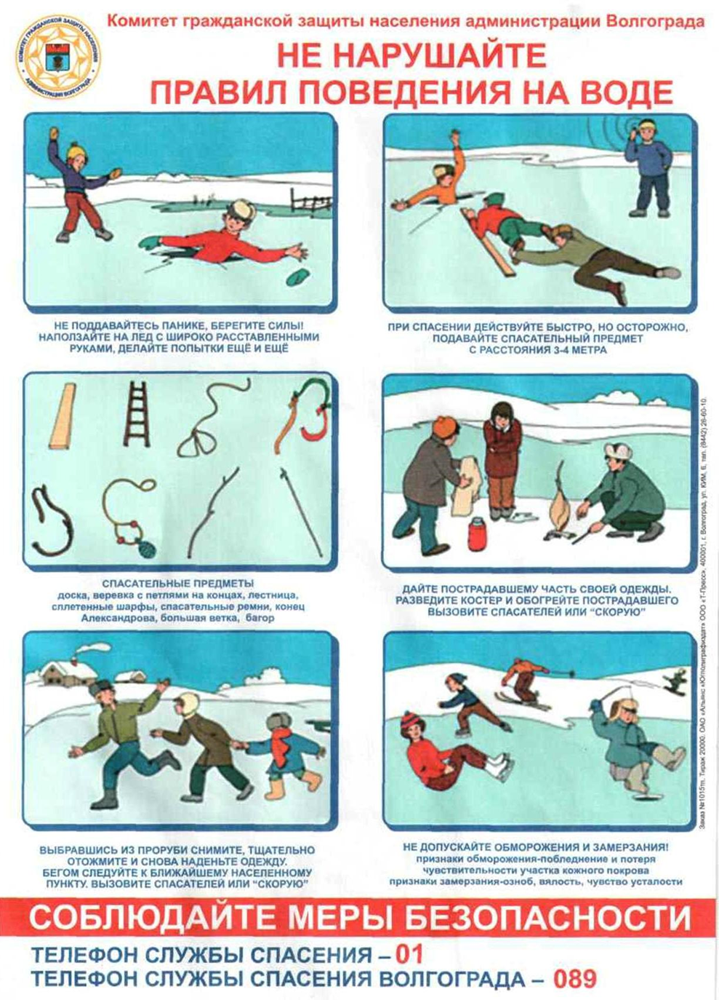 Комитет гражданской защиты населения администрации Волгограда
КОМИТЕТ ГРАЖДАНСКОЙ ЗАЩИТЫ НАСЕЛЕНИЯ
АДМИНИСТРАЦИЯ ВОЛГОГРАДА
НЕ НАРУШАЙТЕ
ПРАВИЛ ПОВЕДЕНИЯ НА ВОДЕ
НЕ ПОДДАВАЙТЕСЬ ПАНИКЕ, БЕРЕГИТЕ СИЛЫ!
НАПОЛЗАЙТЕ НА ЛЕД С ШИРОКО РАССТАВЛЕННЫМИ
РУКАМИ, ДЕЛАЙТЕ ПОПЫТКИ ЕЩЁ И ЕЩЁ
ПРИ СПАСЕНИИ ДЕЙСТВУЙТЕ БЫСТРО, НО ОСТОРОЖНО,
ПОДАВАЙТЕ СПАСАТЕЛЬНЫЙ ПРЕДМЕТ
С РАССТОЯНИЯ 3-4 МЕТРА
СПАСАТЕЛЬНЫЕ ПРЕДМЕТЫ
доска, веревка с петлями на концах, лестница,
сплетенные шарфы, спасательные ремни, конец
Александрова, большая ветка, багор
ДАЙТЕ ПОСТРАДАВШЕМУ ЧАСТЬ СВОЕЙ ОДЕЖДЫ.
РАЗВЕДИТЕ КОСТЕР И ОБОГРЕЙТЕ ПОСТРАДАВШЕГО
ВЫЗОВИТЕ СПАСАТЕЛЕЙ ИЛИ "СКОРУЮ"
ВЫБРАВШИСЬ ИЗ ПРОРУБИ СНИМИТЕ, ТЩАТЕЛЬНО
ОТОЖМИТЕ И СНОВА НАДЕНЬТЕ ОДЕЖДУ.
БЕГОМ СЛЕДУЙТЕ К БЛИЖАЙШЕМУ НАСЕЛЕННОМУ
ПУНКТУ. ВЫЗОВИТЕ СПАСАТЕЛЕЙ ИЛИ "СКОРУЮ"
НЕ ДОПУСКАЙТЕ ОБМОРОЖЕНИЯ И ЗАМЕРЗАНИЯ!
признаки обморожения-побледнение и потеря
чувствительности участка кожного покрова
признаки замерзания-озноб, вялость, чувство усталости
Заказ №1015тп. Тираж 20000. ОАО «Альянс «Югполиграфиздат» ООО «Т-Пресс». 400001, г. Волгоград, ул. КИМ, 6, тел. (8442) 26-60-10.
СОБЛЮДАЙТЕ МЕРЫ БЕЗОПАСНОСТИ
ТЕЛЕФОН СЛУЖБЫ СПАСЕНИЯ – 01
ТЕЛЕФОН СЛУЖБЫ СПАСЕНИЯ ВОЛГОГРАДА – 089